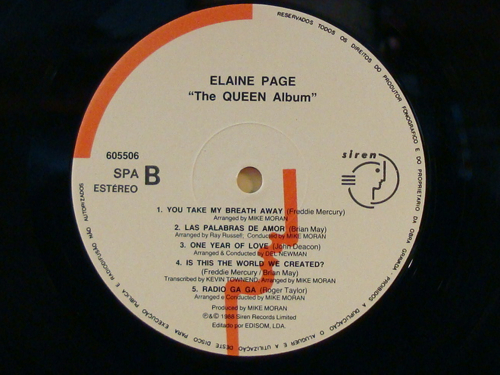 RESERVADOS TODOS OS DIREITOS DO PRODUTOR FONOGRÁFICO E DO PROPRIETÁRIO DA OBRA GRAVADA PROIBIDOS A DUPLICAÇÃO O ALUGUER E A UTILIZAÇÃO DESTE DISCO PARA EXECUÇÃO PÚBLICA E RADIODIFUSÃO NÃO AUTORIZADOS
ELAINE PAGE
“The QUEEN Album”
605506
SPA B
ESTÉREO
siren
1. YOU TAKE MY BREATH AWAY (Freddie Mercury)
Arranged by MIKE MORAN
2. LAS PALABRAS DE AMOR (Brian May)
Arranged by Ray Russell, Conducted by MIKE MORAN
3. ONE YEAR OF LOVE (John Deacon)
Arranged & Conducted by DEL NEWMAN
4. IS THIS THE WORLD WE CREATED?
(Freddie Mercury/Brian May)
Transcribed by KEVIN TOWNEND, Arranged by MIKE MORAN
5. RADIO GA GA (Roger Taylor)
Arranged e Conducted by MIKE MORAN
Produced by MIKE MORAN
℗&© 1988 Siren Records Limited
Editado por EDISOM, LDA.